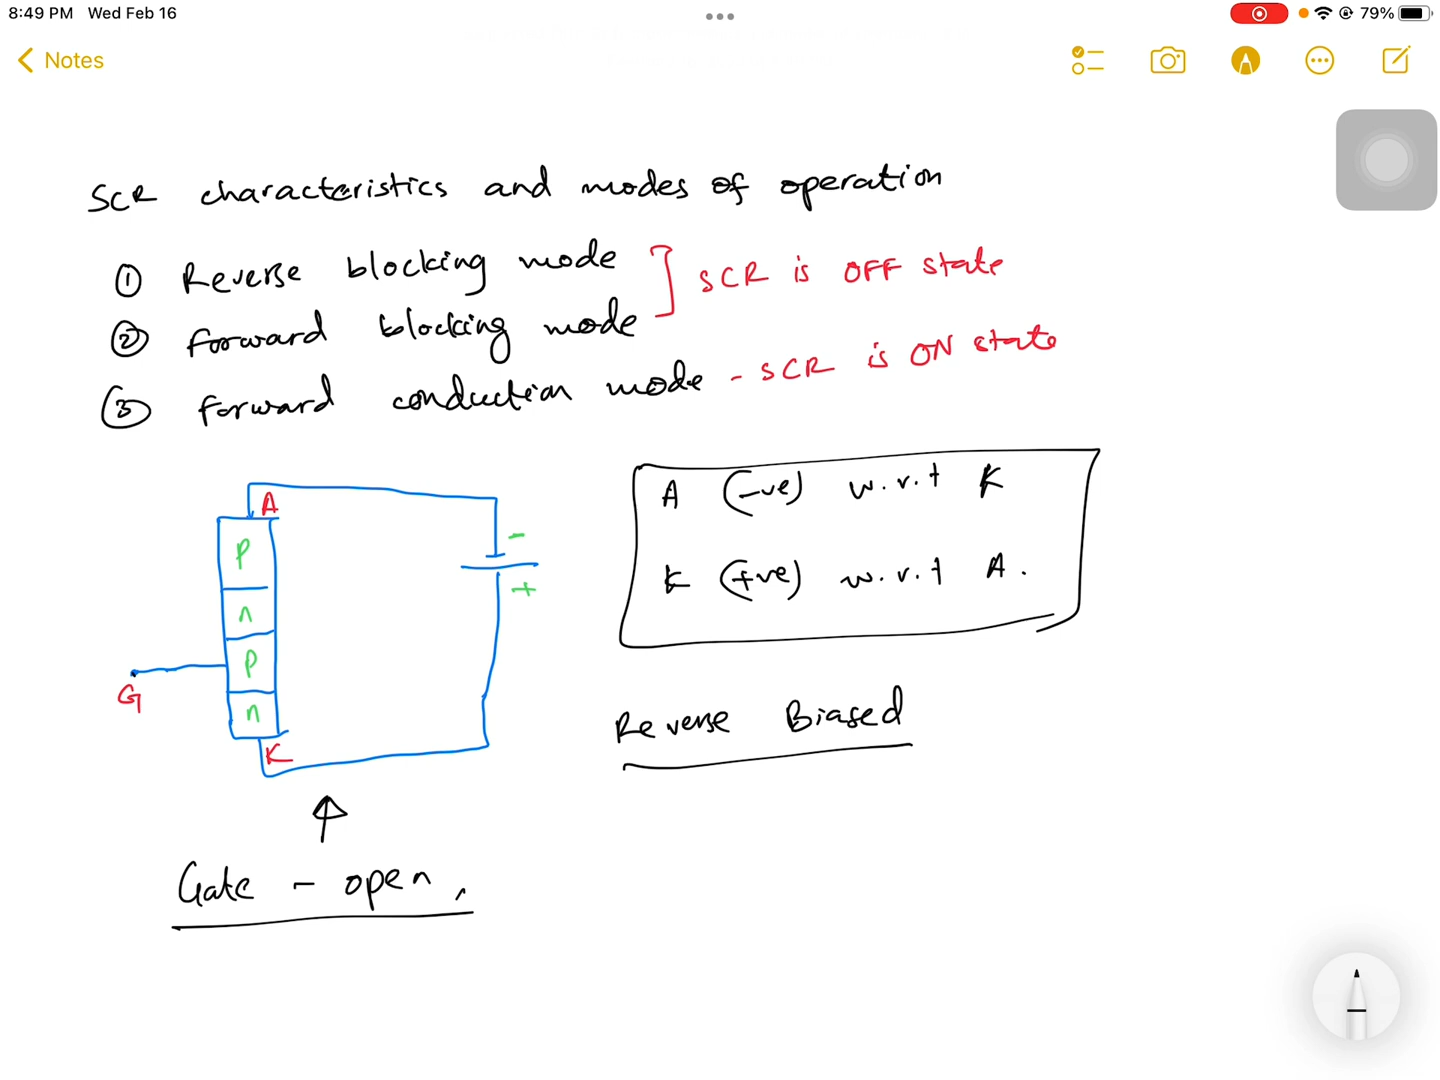 8:49 PM Wed Feb 16
79%
Notes
SCR characteristics and modes of operation
① Reverse blocking mode
② forward blocking mode
SCR is OFF state
③ forward conduction mode - SCR is ON state
A
p
n
p
n
G
K
-
+
A (-ve) w.r.t K
K (+ve) w.r.t A.
Reverse Biased
Gate - open,